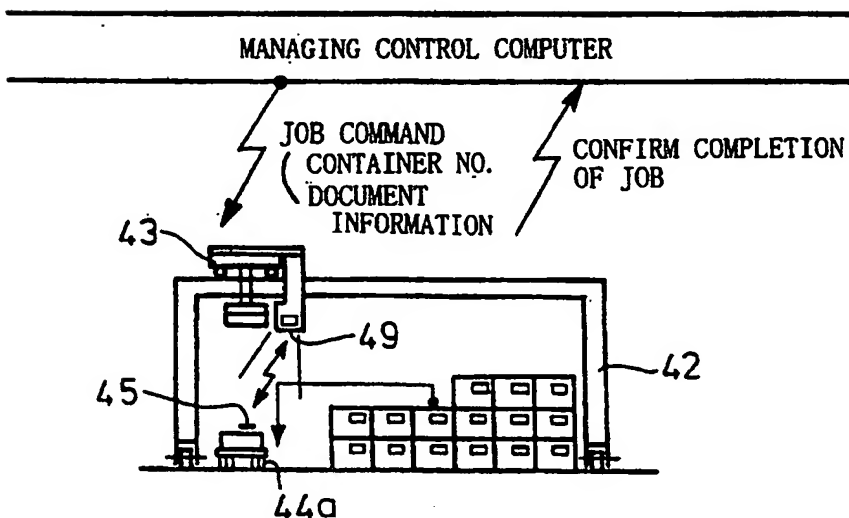 MANAGING CONTROL COMPUTER
JOB COMMAND
CONTAINER NO.
DOCUMENT
INFORMATION
CONFIRM COMPLETION
OF JOB
43
49
42
45
44a